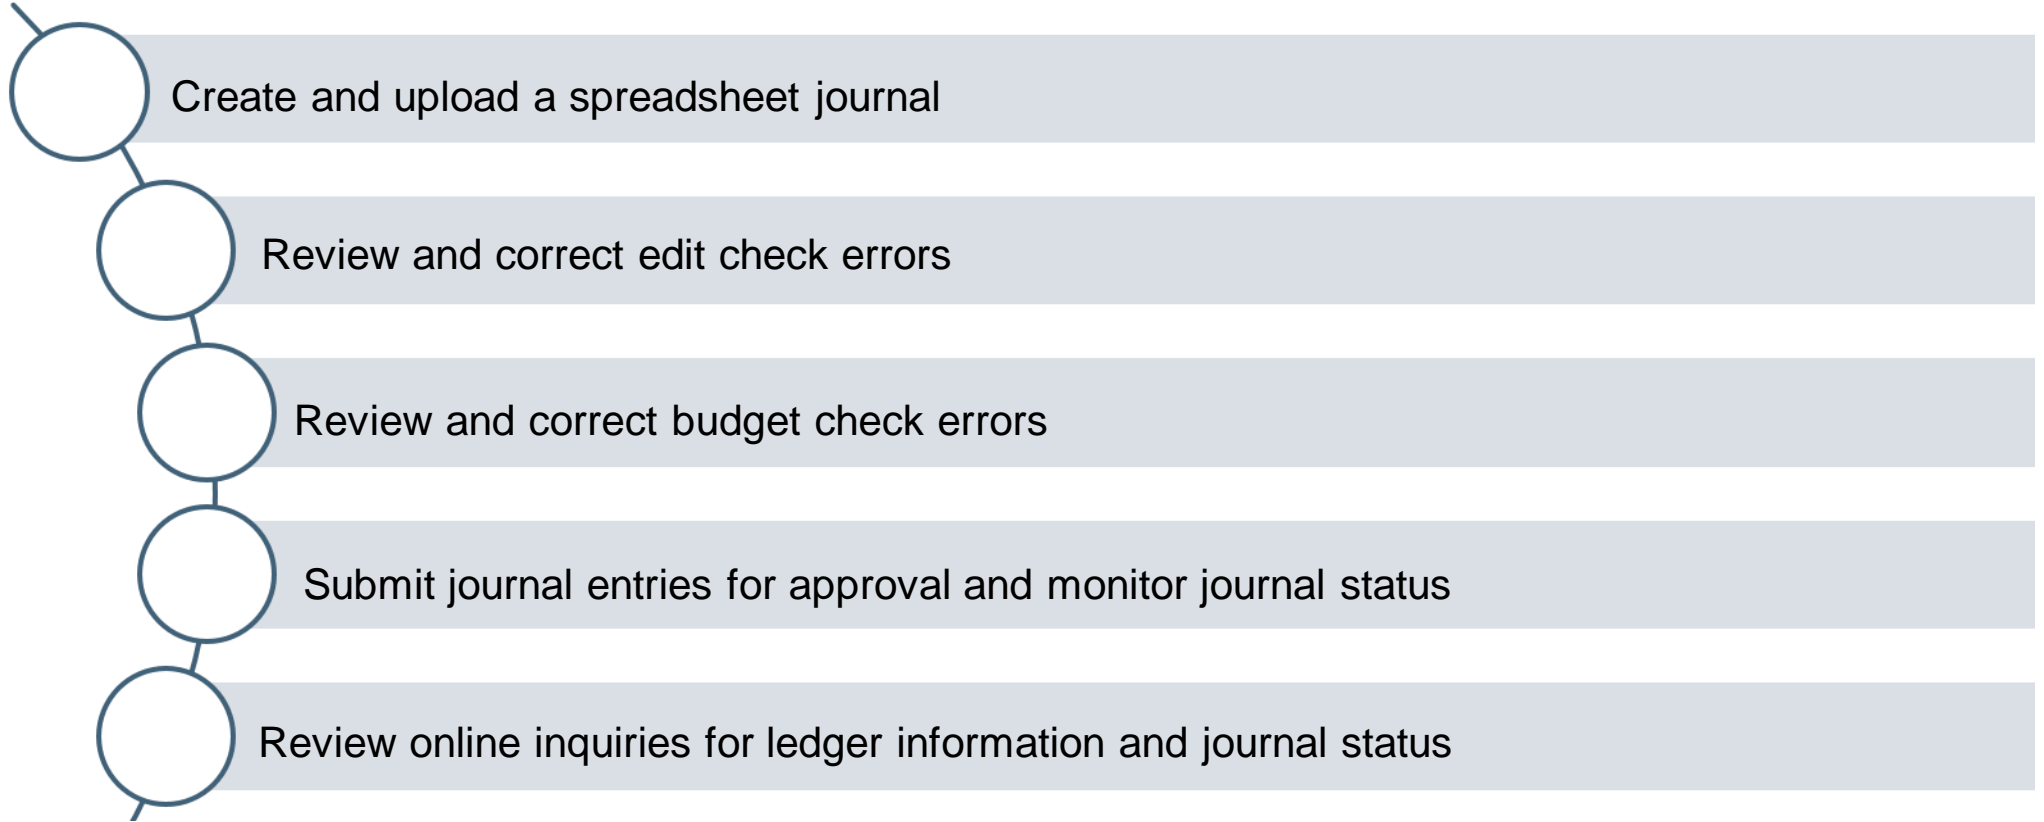 Create and upload a spreadsheet journal
Review and correct edit check errors
Review and correct budget check errors
Submit journal entries for approval and monitor journal status
Review online inquiries for ledger information and journal status